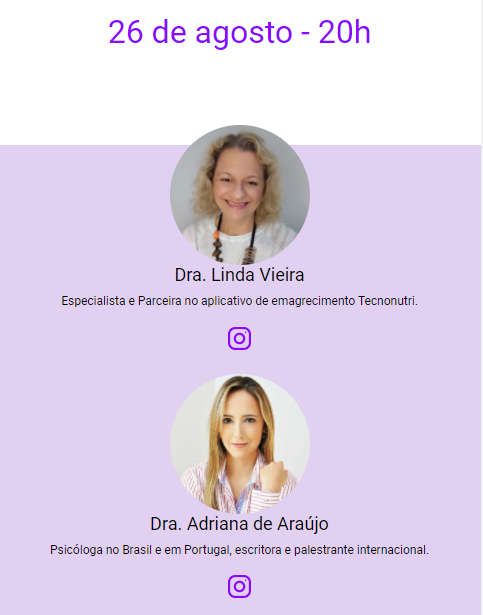 26 de agosto - 20h
Dra. Linda Vieira
Especialista e Parceira no aplicativo de emagrecimento Tecnonutri.
Dra. Adriana de Araújo
Psicóloga no Brasil e em Portugal, escritora e palestrante internacional.